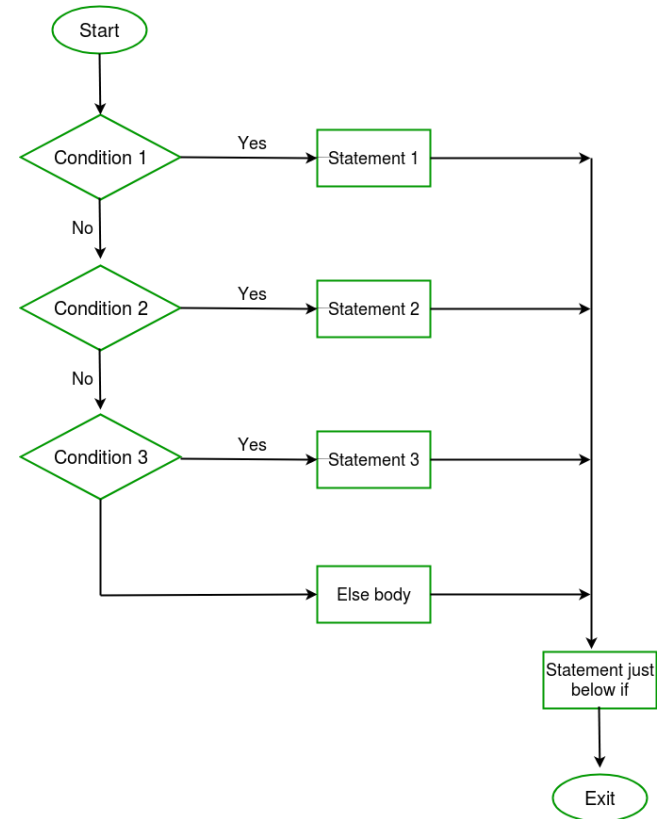 Start
Condition 1
Yes
Statement 1
No
Condition 2
Yes
Statement 2
No
Condition 3
Yes
Statement 3
Else body
Statement just
below if
Exit